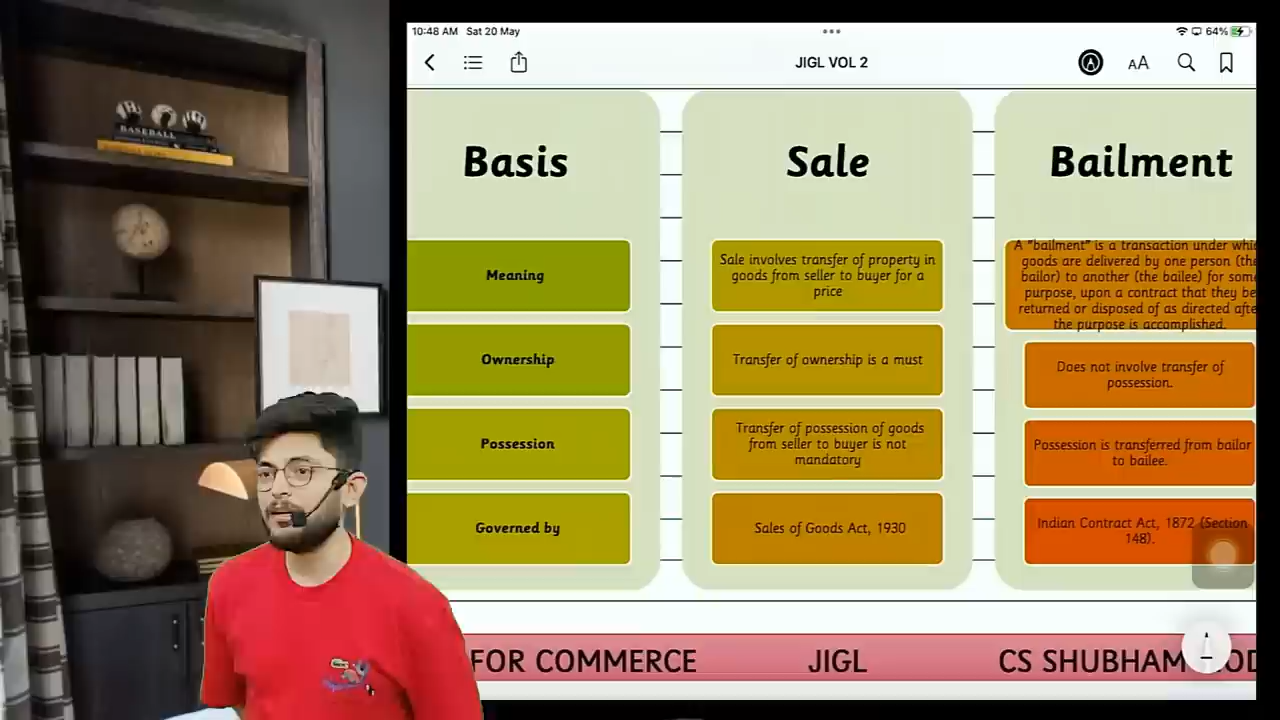 10:48 AM Sat 20 May
64%
JIGL VOL 2
AA
BASEBALL
Basis
Sale
Bailment
Meaning
Sale involves transfer of property in
goods from seller to buyer for a
price
A "bailment" is a transaction under
goods are delivered by one person
bailor) to another (the bailee) for
purpose, upon a contract that they
returned or disposed of as directed
the purpose is accomplished.
Ownership
Transfer of ownership is a must
Does not involve transfer of
possession.
Possession
Transfer of possession of goods
from seller to buyer is not
mandatory
Possession is transferred from bailor
to bailee.
Governed by
Sales of Goods Act, 1930
Indian Contract Act, 1872 (Section
148).
FOR COMMERCE JIGL CS SHUBHAM